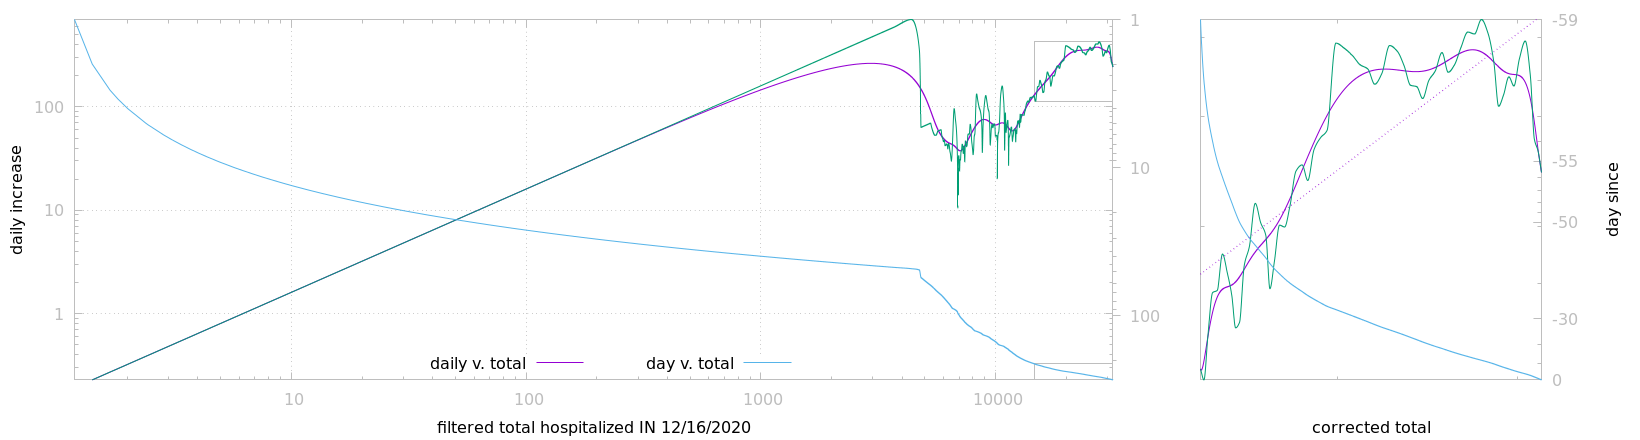 daily increase
100
10
1
10
100
1000
10000
1
10
100
daily v. total
day v. total
filtered total hospitalized IN 12/16/2020
-59
-55
-50
-30
0
day since
corrected total